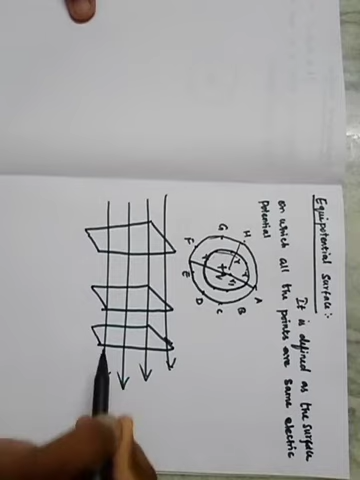 Equipotential Surface :-
It is defined as the surface
on which all the points are same electric
potential
A
B
C
D
E
F
G
H